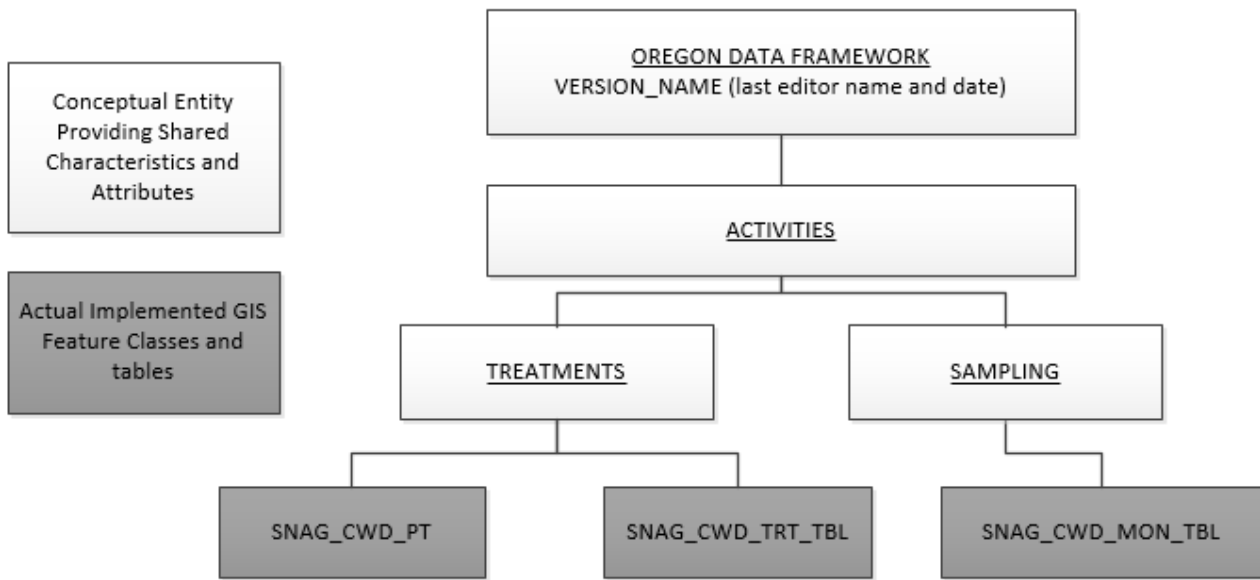 OREGON DATA FRAMEWORK
VERSION_NAME (last editor name and date)
Conceptual Entity
Providing Shared
Characteristics and
Attributes
ACTIVITIES
Actual Implemented GIS
Feature Classes and
tables
TREATMENTS
SAMPLING
SNAG_CWD_PT
SNAG_CWD_TRT_TBL
SNAG_CWD_MON_TBL